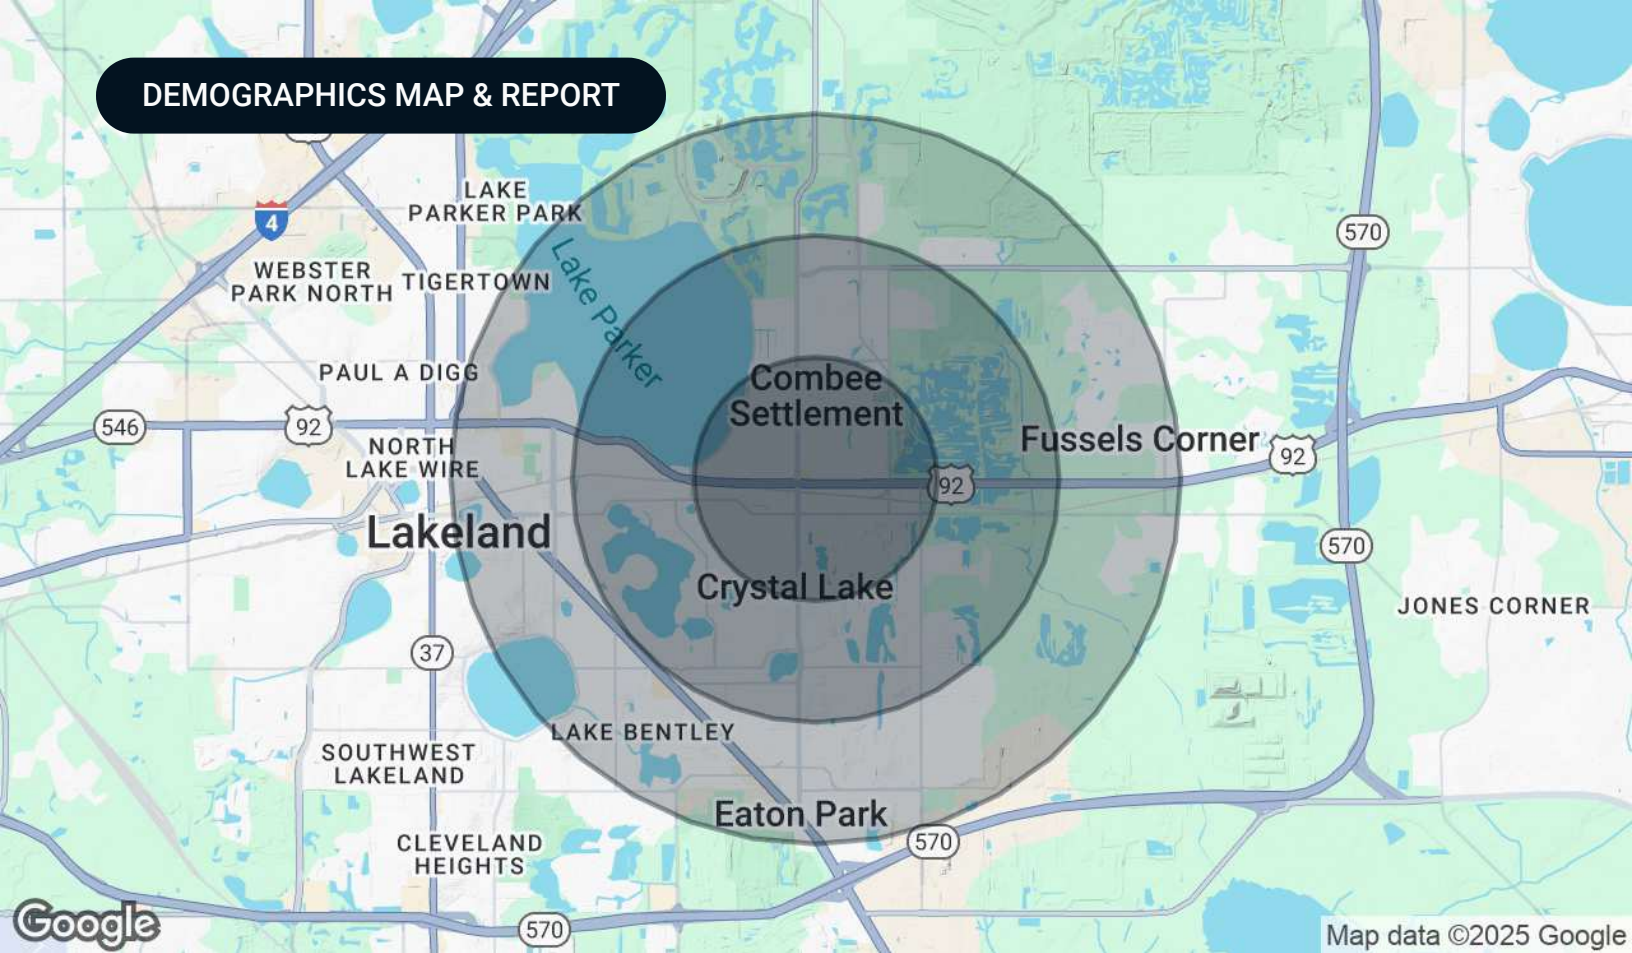 DEMOGRAPHICS MAP & REPORT
LAKE
PARKER PARK
4
570
WEBSTER
PARK NORTH
TIGERTOWN
Lake Parker
PAUL A DIGG
Combee
Settlement
546
92
NORTH
LAKE WIRE
Fussels Corner
92
92
Lakeland
570
Crystal Lake
JONES CORNER
37
LAKE BENTLEY
SOUTHWEST
LAKELAND
Eaton Park
CLEVELAND
HEIGHTS
570
570
Google
Map data ©2025 Google